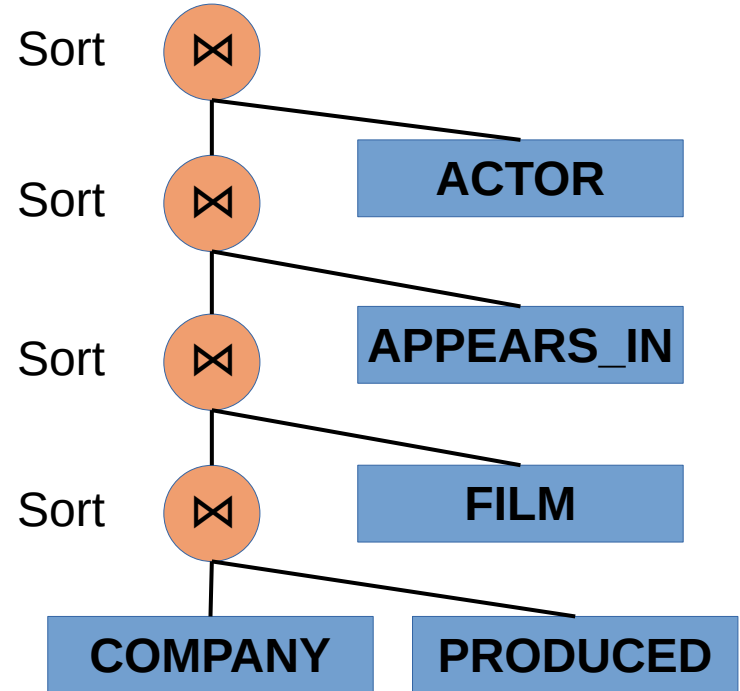 Sort ⋈
ACTOR
Sort ⋈
APPEARS_IN
Sort ⋈
FILM
Sort ⋈
COMPANY PRODUCED